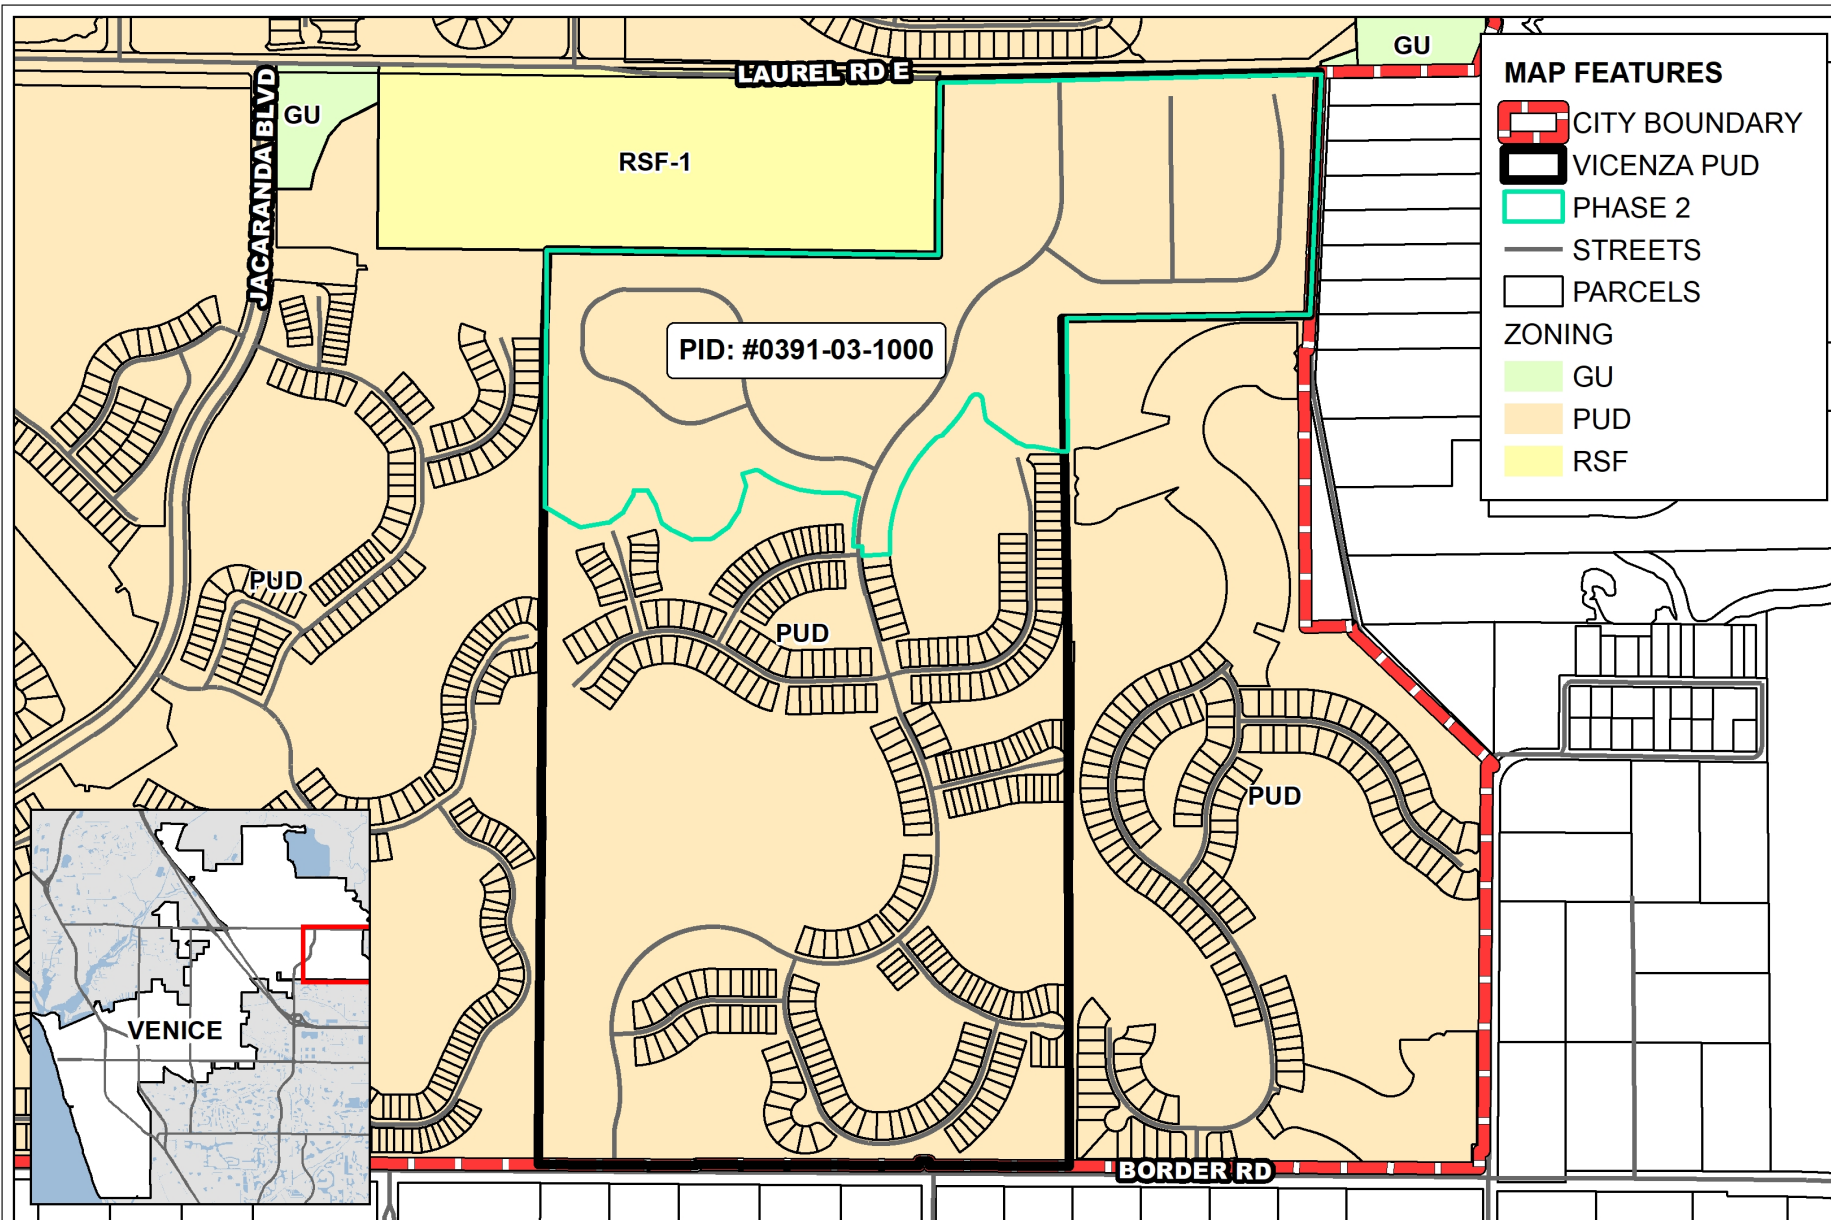 GU
LAUREL RD E
JACARANDA BLVD
GU
RSF-1
PID: #0391-03-1000
PUD
PUD
PUD
BORDER RD
VENICE
MAP FEATURES
CITY BOUNDARY
VICENZA PUD
PHASE 2
STREETS
PARCELS
ZONING
GU
PUD
RSF